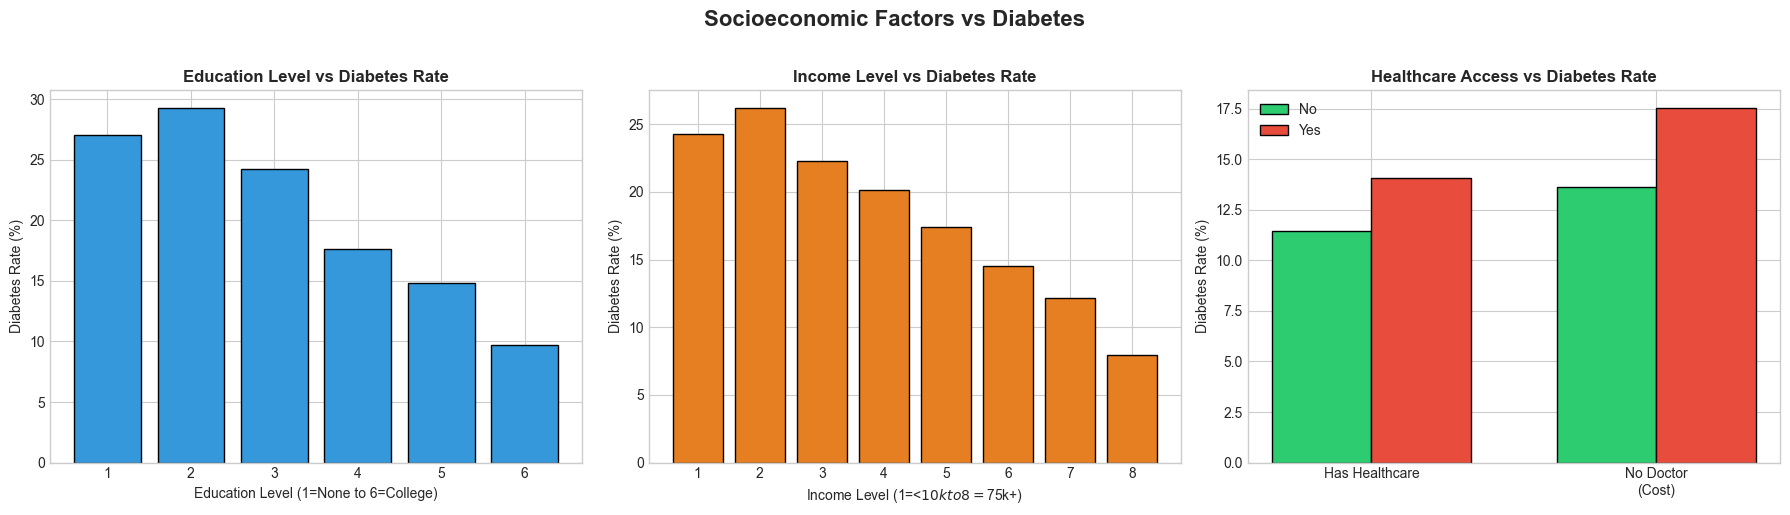 Socioeconomic Factors vs Diabetes
Education Level vs Diabetes Rate
Diabetes Rate (%)
30
25
20
15
10
5
0
1 2 3 4 5 6
Education Level (1=None to 6=College)
Income Level vs Diabetes Rate
Diabetes Rate (%)
25
20
15
10
5
0
1 2 3 4 5 6 7 8
Income Level (1=<10kto8=75k+)
Healthcare Access vs Diabetes Rate
No
Yes
Diabetes Rate (%)
17.5
15.0
12.5
10.0
7.5
5.0
2.5
0.0
Has Healthcare No Doctor
(Cost)